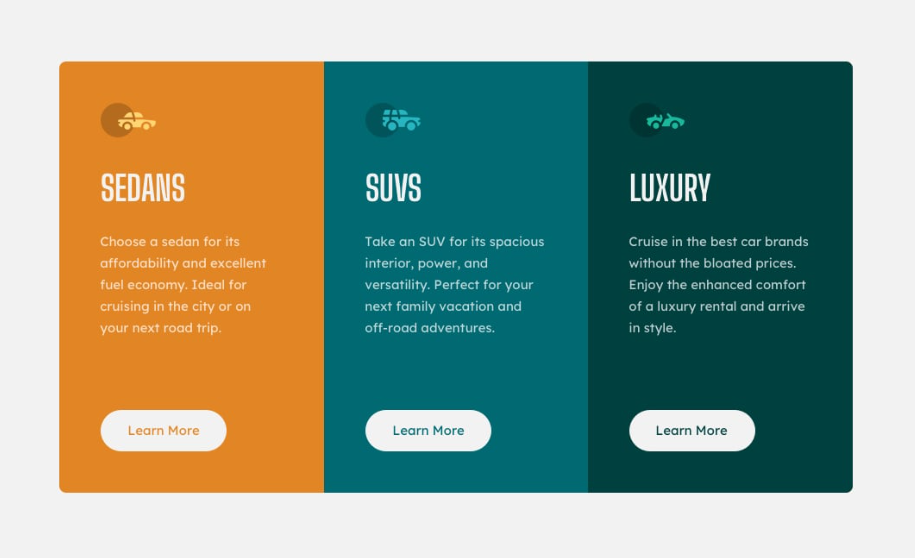 SEDANS
Choose a sedan for its
affordability and excellent
fuel economy. Ideal for
cruising in the city or on
your next road trip.
Learn More
SUVS
Take an SUV for its spacious
interior, power, and
versatility. Perfect for your
next family vacation and
off-road adventures.
Learn More
LUXURY
Cruise in the best car brands
without the bloated prices.
Enjoy the enhanced comfort
of a luxury rental and arrive
in style.
Learn More